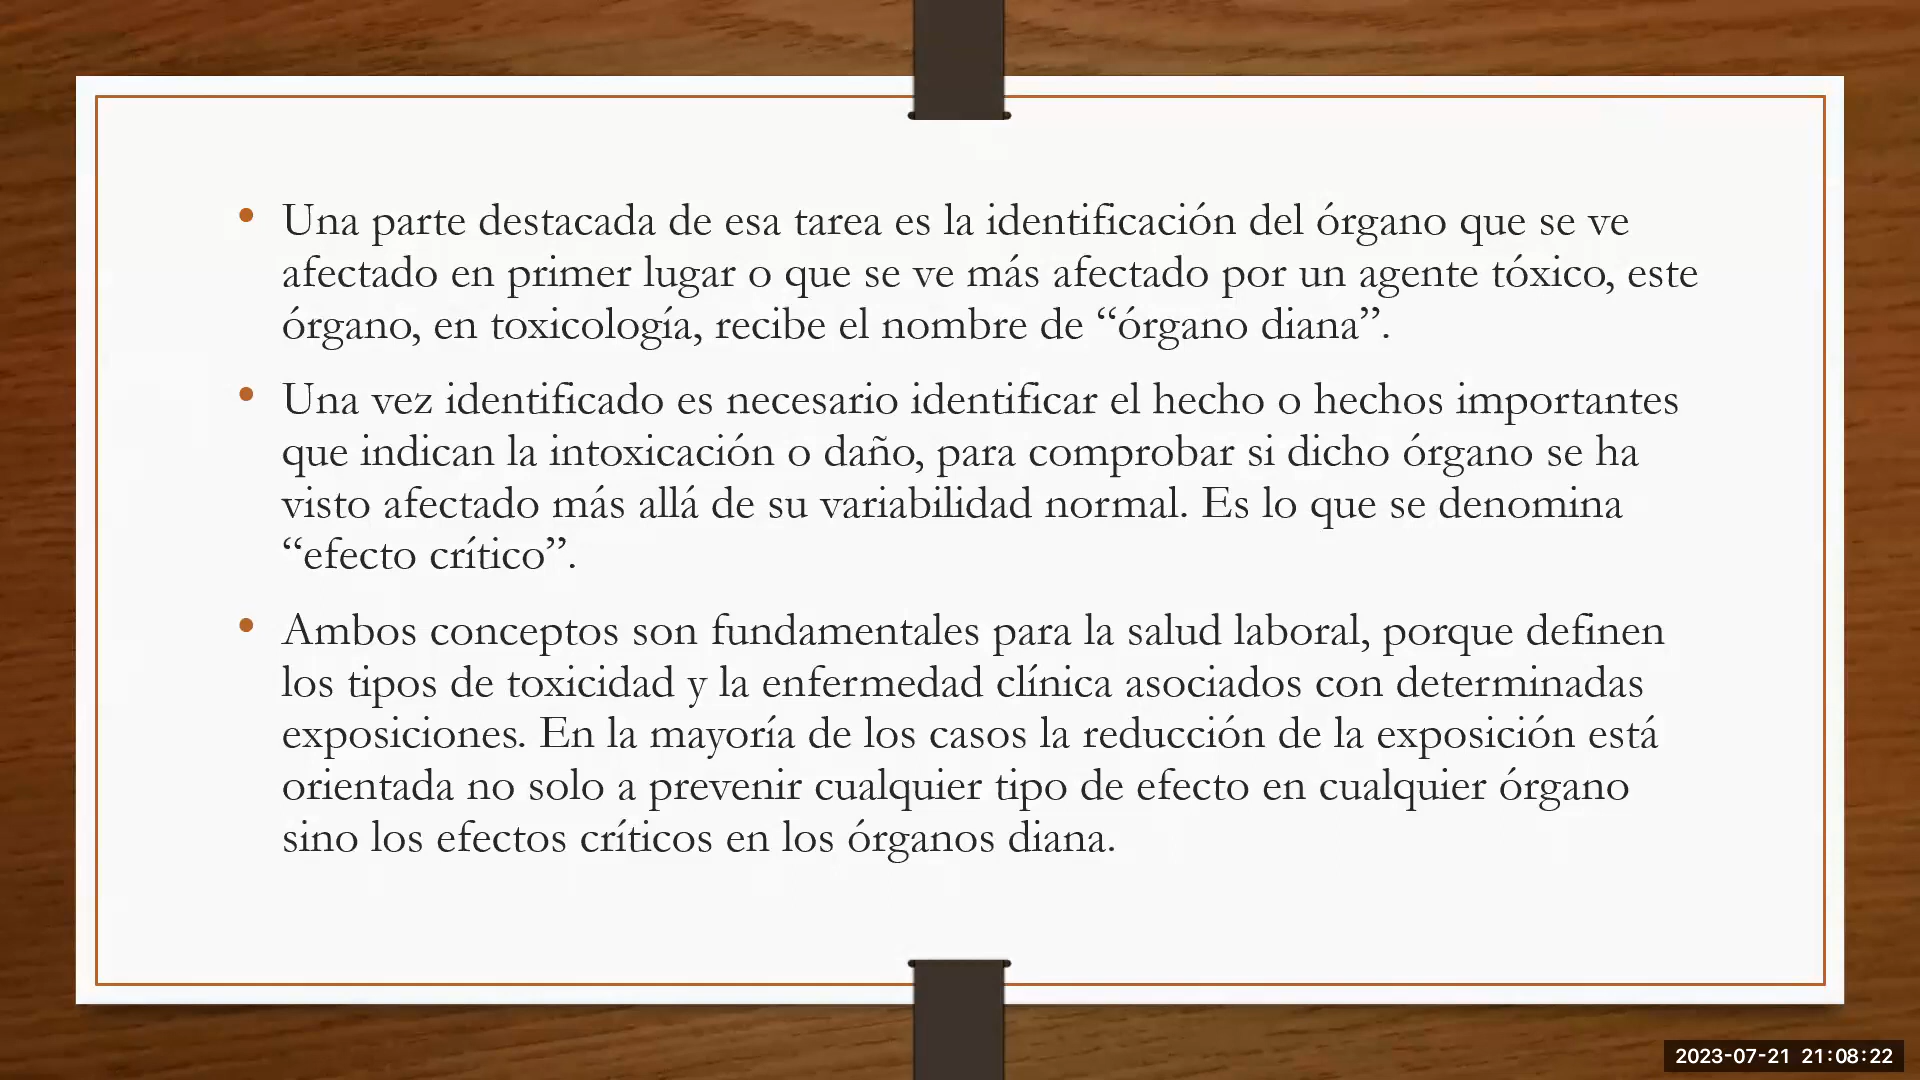 • Una parte destacada de esa tarea es la identificación del órgano que se ve
afectado en primer lugar o que se ve más afectado por un agente tóxico, este
órgano, en toxicología, recibe el nombre de “órgano diana”.
• Una vez identificado es necesario identificar el hecho o hechos importantes
que indican la intoxicación o daño, para comprobar si dicho órgano se ha
visto afectado más allá de su variabilidad normal. Es lo que se denomina
“efecto crítico”.
• Ambos conceptos son fundamentales para la salud laboral, porque definen
los tipos de toxicidad y la enfermedad clínica asociados con determinadas
exposiciones. En la mayoría de los casos la reducción de la exposición está
orientada no solo a prevenir cualquier tipo de efecto en cualquier órgano
sino los efectos críticos en los órganos diana.
2023-07-21 21:08:22